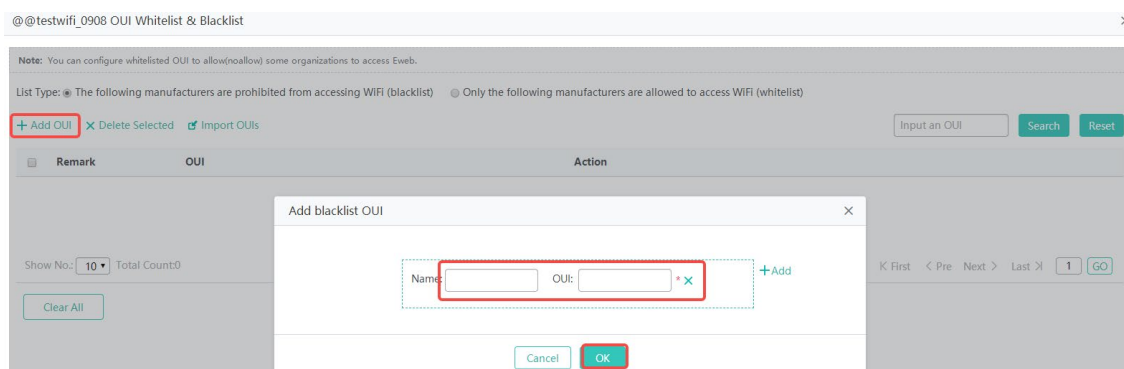 @@testwifi_0908 OUI Whitelist & Blacklist
Note: You can configure whitelisted OUI to allow(noallow) some organizations to access Eweb.
List Type: The following manufacturers are prohibited from accessing WiFi (blacklist) Only the following manufacturers are allowed to access WiFi (whitelist)
+ Add OUI × Delete Selected Import OUIs Input an OUI Search Reset
Remark OUI Action
Add blacklist OUI ×
Show No.: 10 Total Count:0 K First < Pre Next > Last 1 GO
Name: OUI: * × + Add
Clear All
Cancel OK